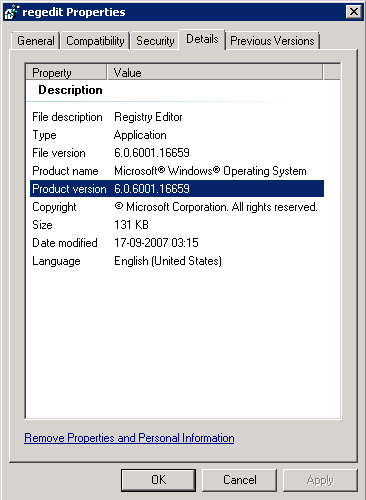 regedit Properties
General Compatibility Security Details Previous Versions
Property Value
Description
File description Registry Editor
Type Application
File version 6.0.6001.16659
Product name Microsoft® Windows® Operating System
Product version 6.0.6001.16659
Copyright © Microsoft Corporation. All rights reserved.
Size 131 KB
Date modified 17-09-2007 03:15
Language English (United States)
Remove Properties and Personal Information
OK Cancel Apply